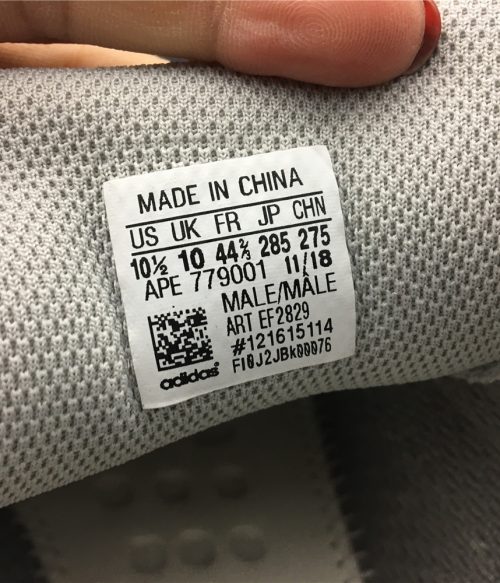 MADE IN CHINA
US UK FR JP CHN
10½ 10 44⅔ 285 275
APE 779001 11/18
MALE/MÂLE
ART EF2829
#121615114
FI0J2JBk00076
adidas